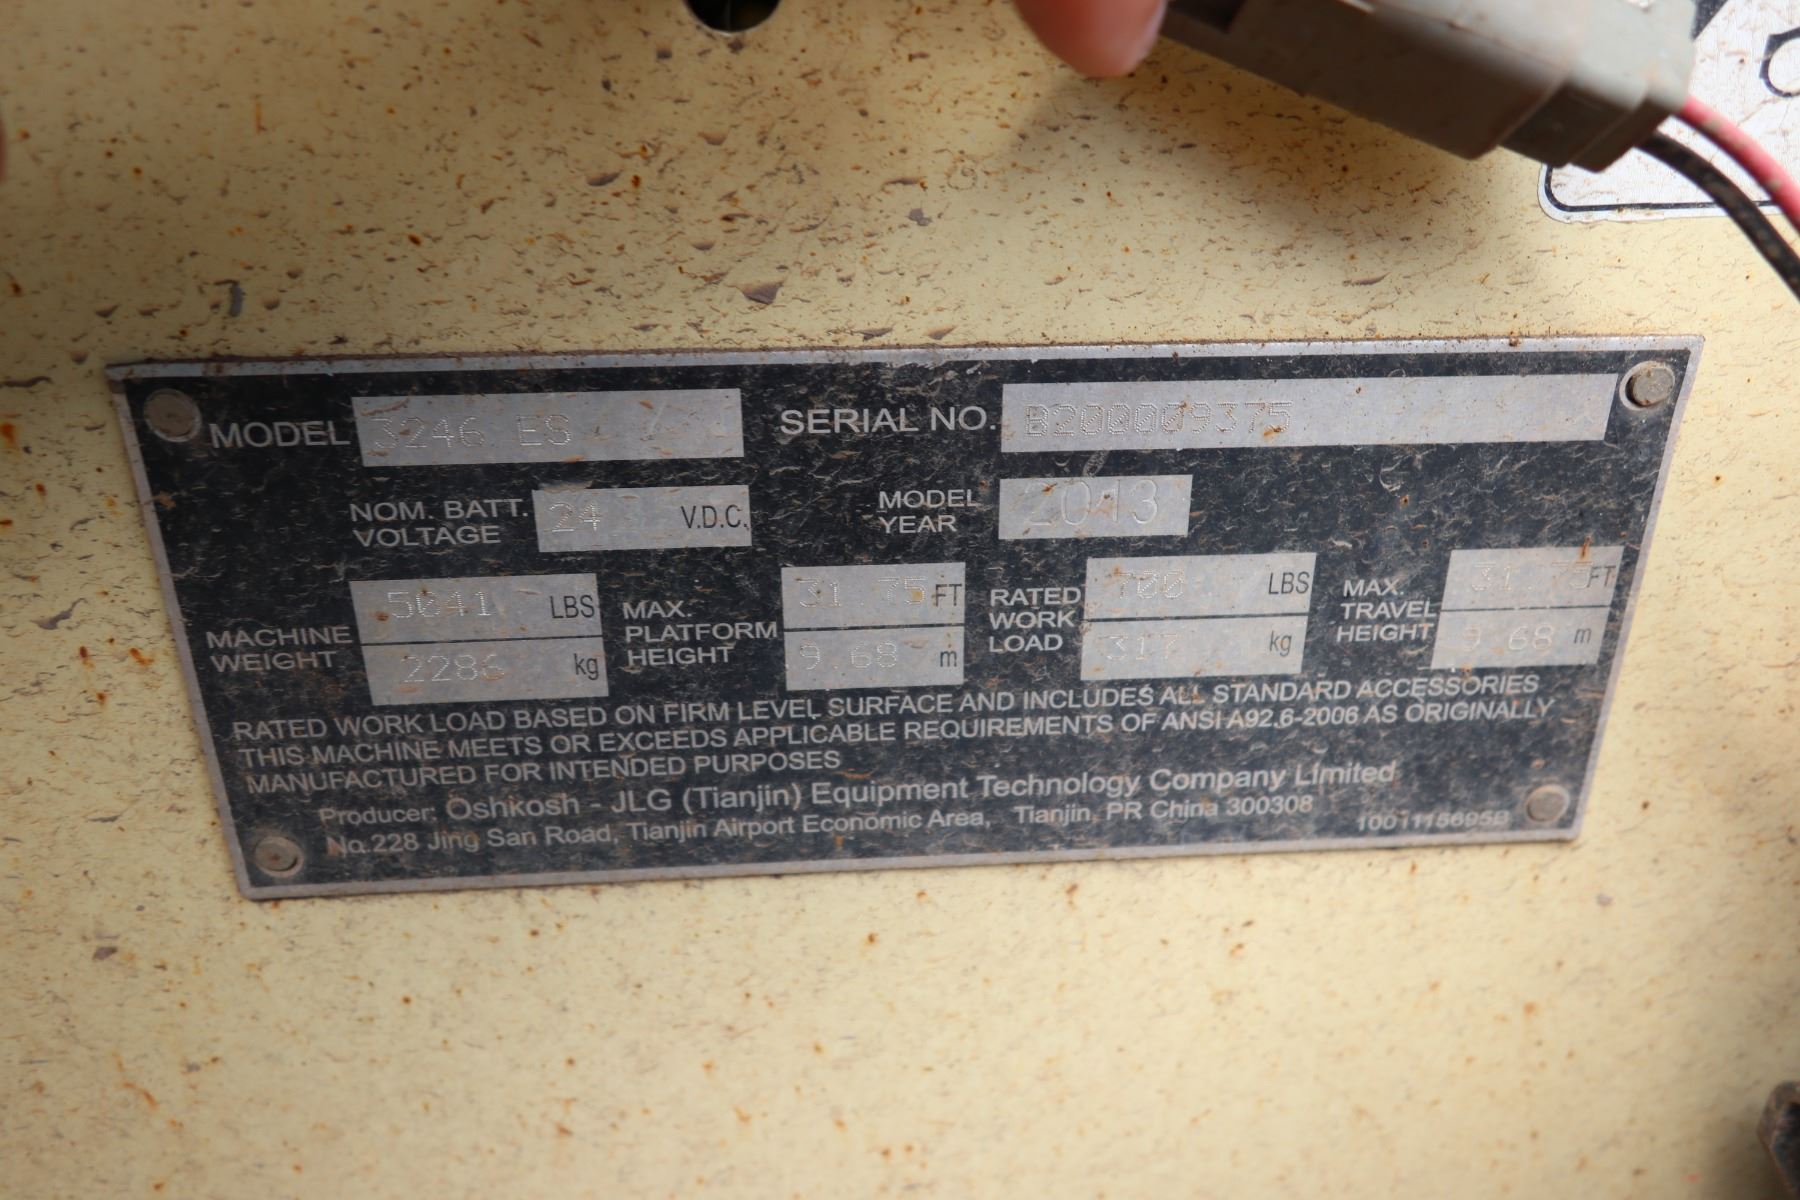 MODEL 3246 ES SERIAL NO. B200009375
NOM. BATT. VOLTAGE 24 V.D.C. MODEL YEAR 2013
MACHINE WEIGHT 5041 LBS 2286 kg MAX. PLATFORM HEIGHT 31.75 FT 9.68 m RATED WORK LOAD 700 LBS 317 kg MAX. TRAVEL HEIGHT 31.75 FT 9.68 m
RATED WORK LOAD BASED ON FIRM LEVEL SURFACE AND INCLUDES ALL STANDARD ACCESSORIES
THIS MACHINE MEETS OR EXCEEDS APPLICABLE REQUIREMENTS OF ANSI A92.6-2006 AS ORIGINALLY
MANUFACTURED FOR INTENDED PURPOSES
Producer: Oshkosh - JLG (Tianjin) Equipment Technology Company Limited
No.228 Jing San Road, Tianjin Airport Economic Area, Tianjin, PR China 300308
1001115695B